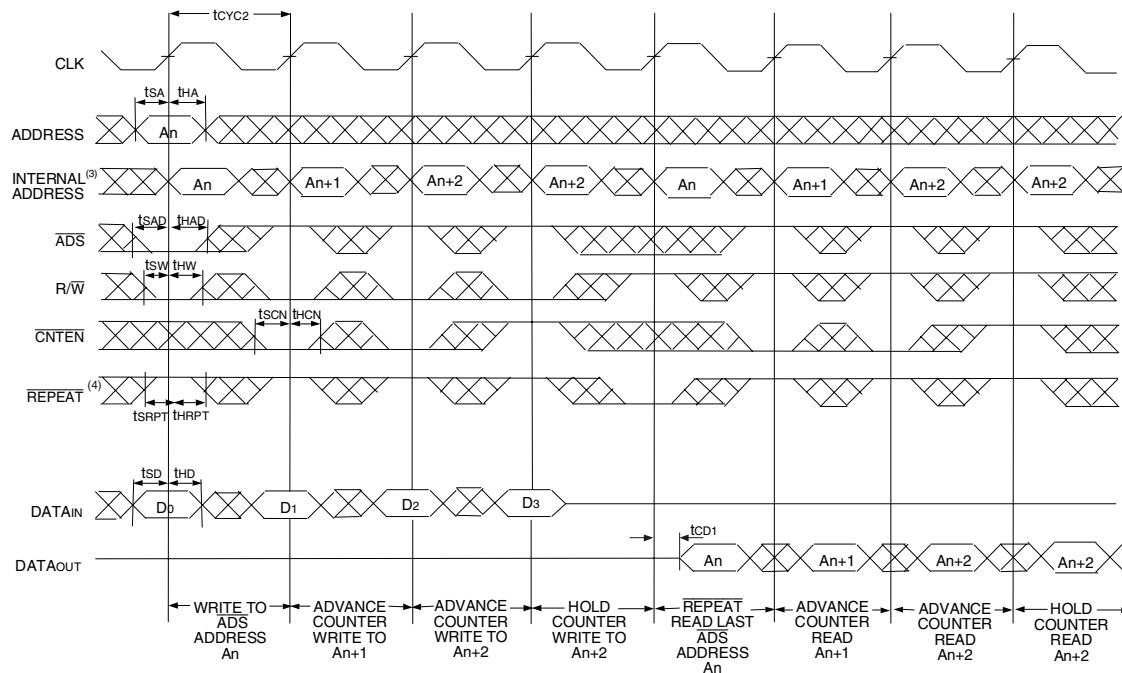 tCYC2
CLK
tSA tHA
ADDRESS An
INTERNAL(3) ADDRESS An An+1 An+2 An+2 An An+1 An+2 An+2
tSAD tHAD
ADS
tSW tHW
R/W
tSCN tHCN
CNTEN
REPEAT (4)
tSRPT tHRPT
tSD tHD
DATAIN D0 D1 D2 D3
tCD1
DATAOUT An An+1 An+2 An+2
WRITE TO ADS ADDRESS An
ADVANCE COUNTER WRITE TO An+1
ADVANCE COUNTER WRITE TO An+2
HOLD COUNTER WRITE TO An+2
REPEAT READ LAST ADS ADDRESS An
ADVANCE COUNTER READ An+1
ADVANCE COUNTER READ An+2
HOLD COUNTER READ An+2